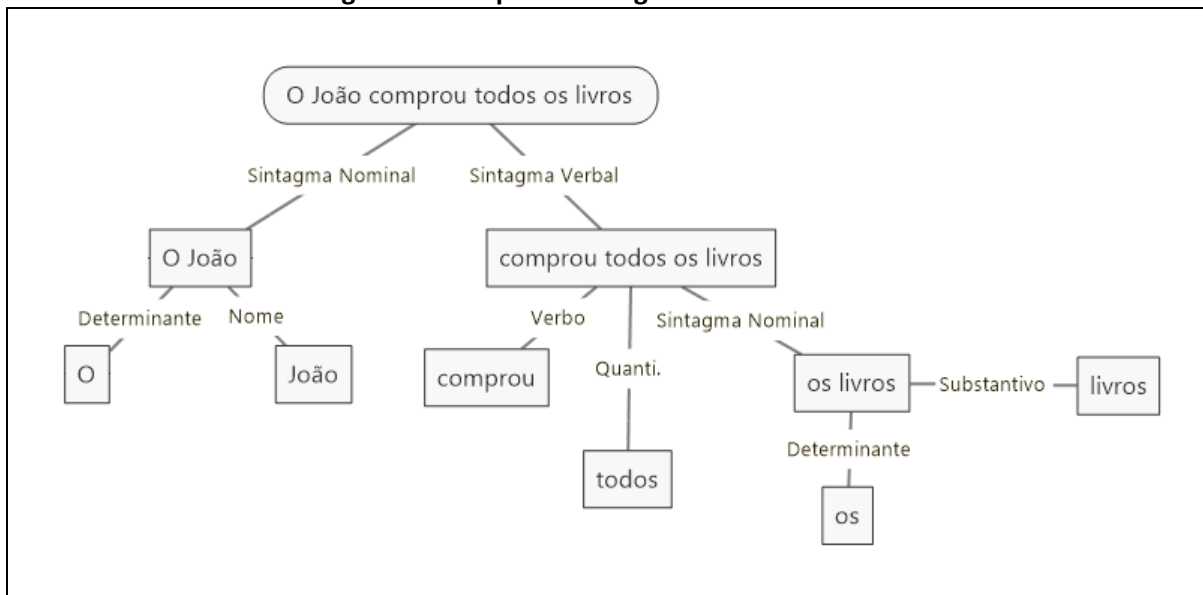 O João comprou todos os livros
Sintagma Nominal
Sintagma Verbal
O João
comprou todos os livros
Determinante
Nome
Verbo
Sintagma Nominal
O
João
comprou
Quanti.
os livros
Substantivo
livros
todos
Determinante
os